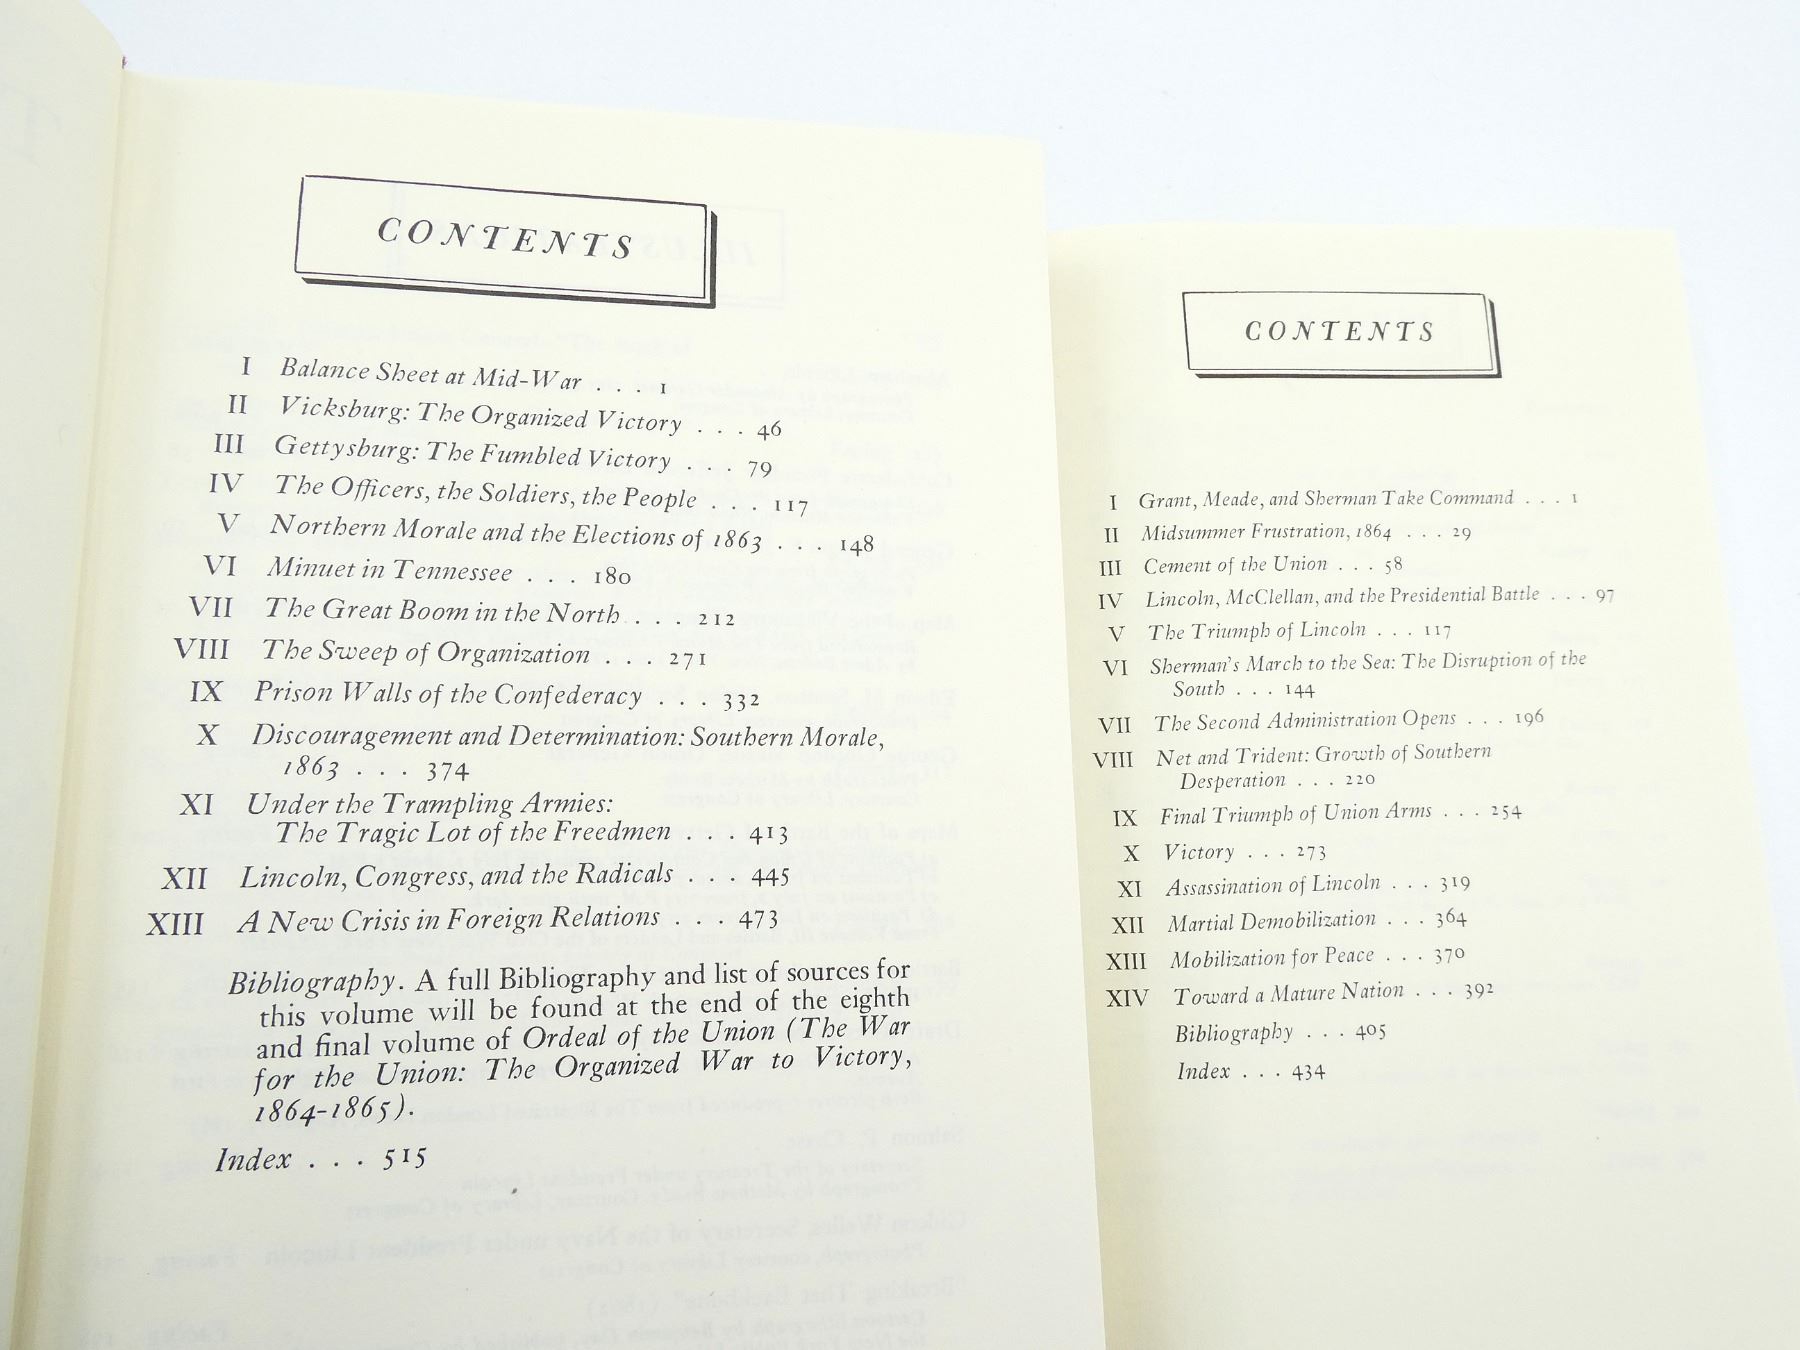 CONTENTS
I Balance Sheet at Mid-War . . . 1
II Vicksburg: The Organized Victory . . . 46
III Gettysburg: The Fumbled Victory . . . 79
IV The Officers, the Soldiers, the People . . . 117
V Northern Morale and the Elections of 1863 . . . 148
VI Minuet in Tennessee . . . 180
VII The Great Boom in the North . . . 212
VIII The Sweep of Organization . . . 271
IX Prison Walls of the Confederacy . . . 332
X Discouragement and Determination: Southern Morale,
1863 . . . 374
XI Under the Trampling Armies:
The Tragic Lot of the Freedmen . . . 413
XII Lincoln, Congress, and the Radicals . . . 445
XIII A New Crisis in Foreign Relations . . . 473
Bibliography. A full Bibliography and list of sources for
this volume will be found at the end of the eighth
and final volume of Ordeal of the Union (The War
for the Union: The Organized War to Victory,
1864-1865).
Index . . . 515
CONTENTS
I Grant, Meade, and Sherman Take Command . . . 1
II Midsummer Frustration, 1864 . . . 29
III Cement of the Union . . . 58
IV Lincoln, McClellan, and the Presidential Battle . . . 97
V The Triumph of Lincoln . . . 117
VI Sherman's March to the Sea: The Disruption of the
South . . . 144
VII The Second Administration Opens . . . 196
VIII Net and Trident: Growth of Southern
Desperation . . . 220
IX Final Triumph of Union Arms . . . 254
X Victory . . . 273
XI Assassination of Lincoln . . . 319
XII Martial Demobilization . . . 364
XIII Mobilization for Peace . . . 370
XIV Toward a Mature Nation . . . 392
Bibliography . . . 405
Index . . . 434